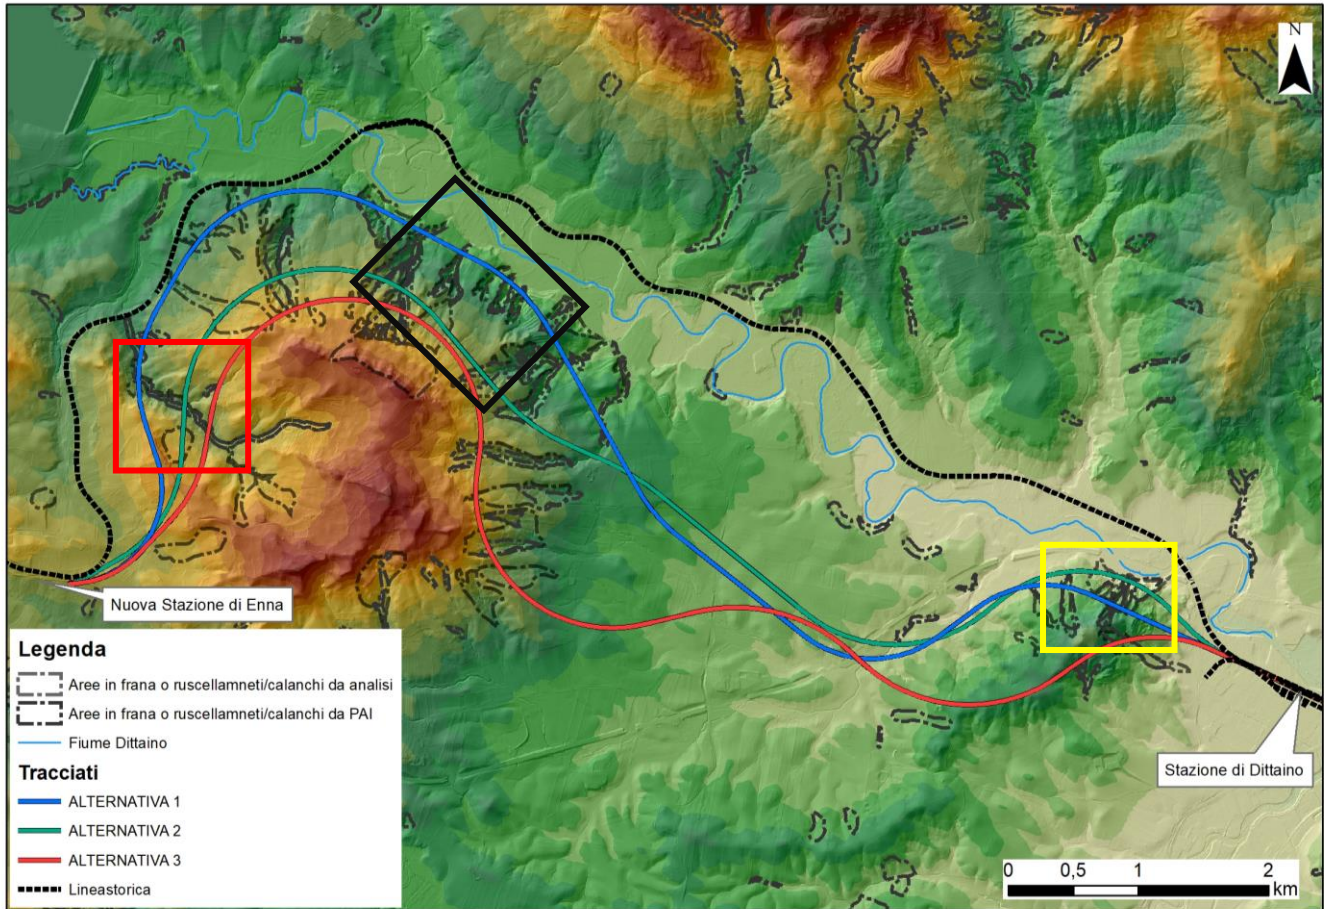 N
Nuova Stazione di Enna
Legenda
Aree in frana o ruscellamneti/calanchi da analisi
Aree in frana o ruscellamneti/calanchi da PAI
Fiume Dittaino
Tracciati
ALTERNATIVA 1
ALTERNATIVA 2
ALTERNATIVA 3
Lineastorica
Stazione di Dittaino
0 0,5 1 2
km